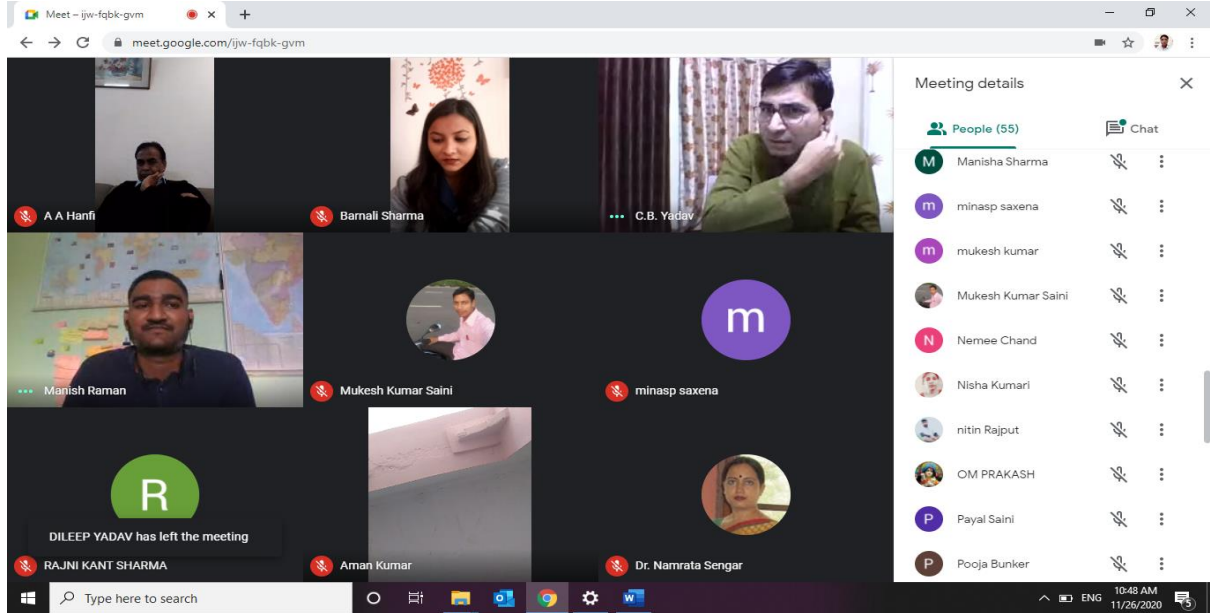 Meet – ijw-fqbk-gvm
meet.google.com/ijw-fqbk-gvm
A A Hanfi
Barnali Sharma
C.B. Yadav
Manish Raman
Mukesh Kumar Saini
m
minasp saxena
R
DILEEP YADAV has left the meeting
RAJNI KANT SHARMA
Aman Kumar
Dr. Namrata Sengar
Meeting details
People (55)
Chat
M Manisha Sharma
m minasp saxena
m mukesh kumar
Mukesh Kumar Saini
N Nemee Chand
Nisha Kumari
nitin Rajput
OM PRAKASH
P Payal Saini
P Pooja Bunker
Type here to search
ENG
10:48 AM
11/26/2020
5